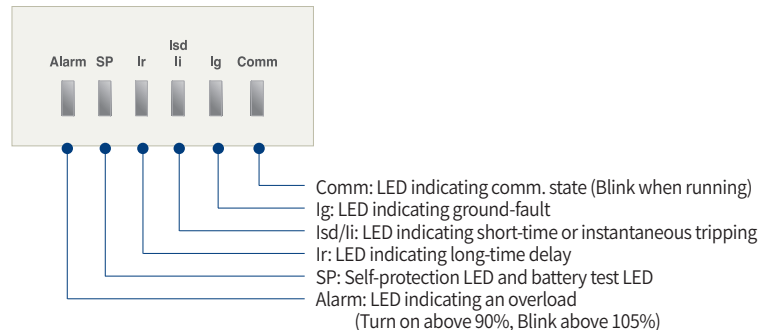 Isd
Alarm SP Ir Ii Ig Comm
Comm: LED indicating comm. state (Blink when running)
Ig: LED indicating ground-fault
Isd/Ii: LED indicating short-time or instantaneous tripping
Ir: LED indicating long-time delay
SP: Self-protection LED and battery test LED
Alarm: LED indicating an overload
(Turn on above 90%, Blink above 105%)